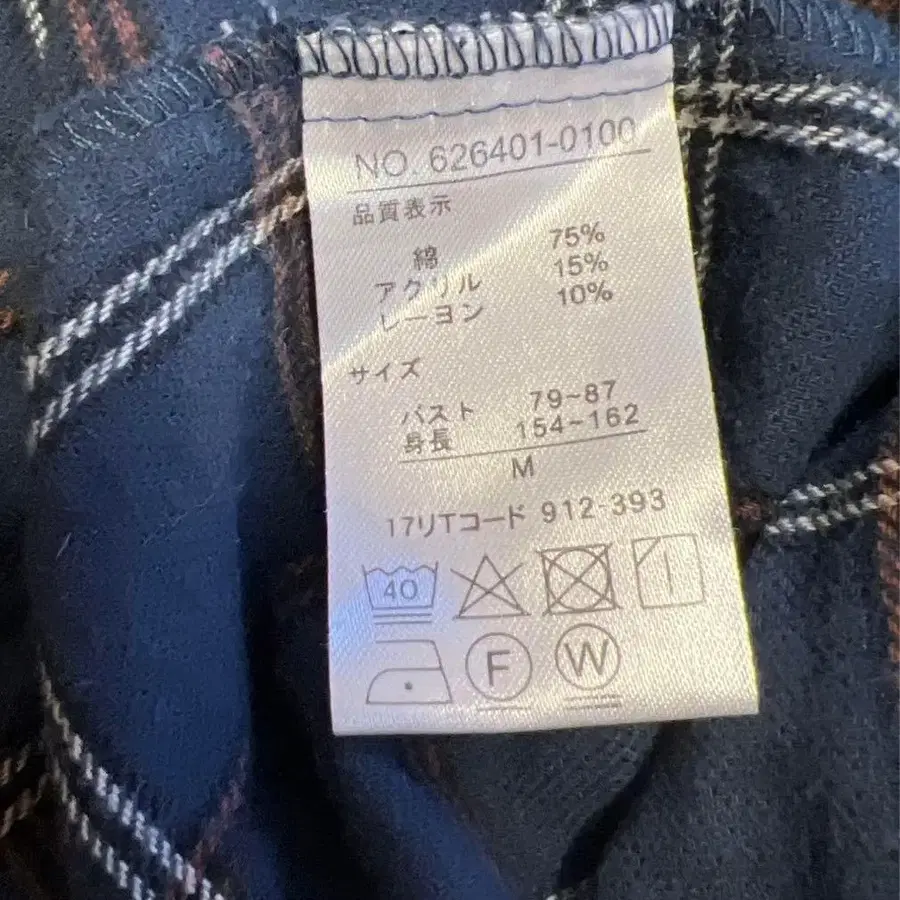 NO. 626401-0100
品質表示
綿 75%
アクリル 15%
レーヨン 10%
サイズ
バスト 79~87
身長 154~162
M
17リTコード 912-393
40
F W